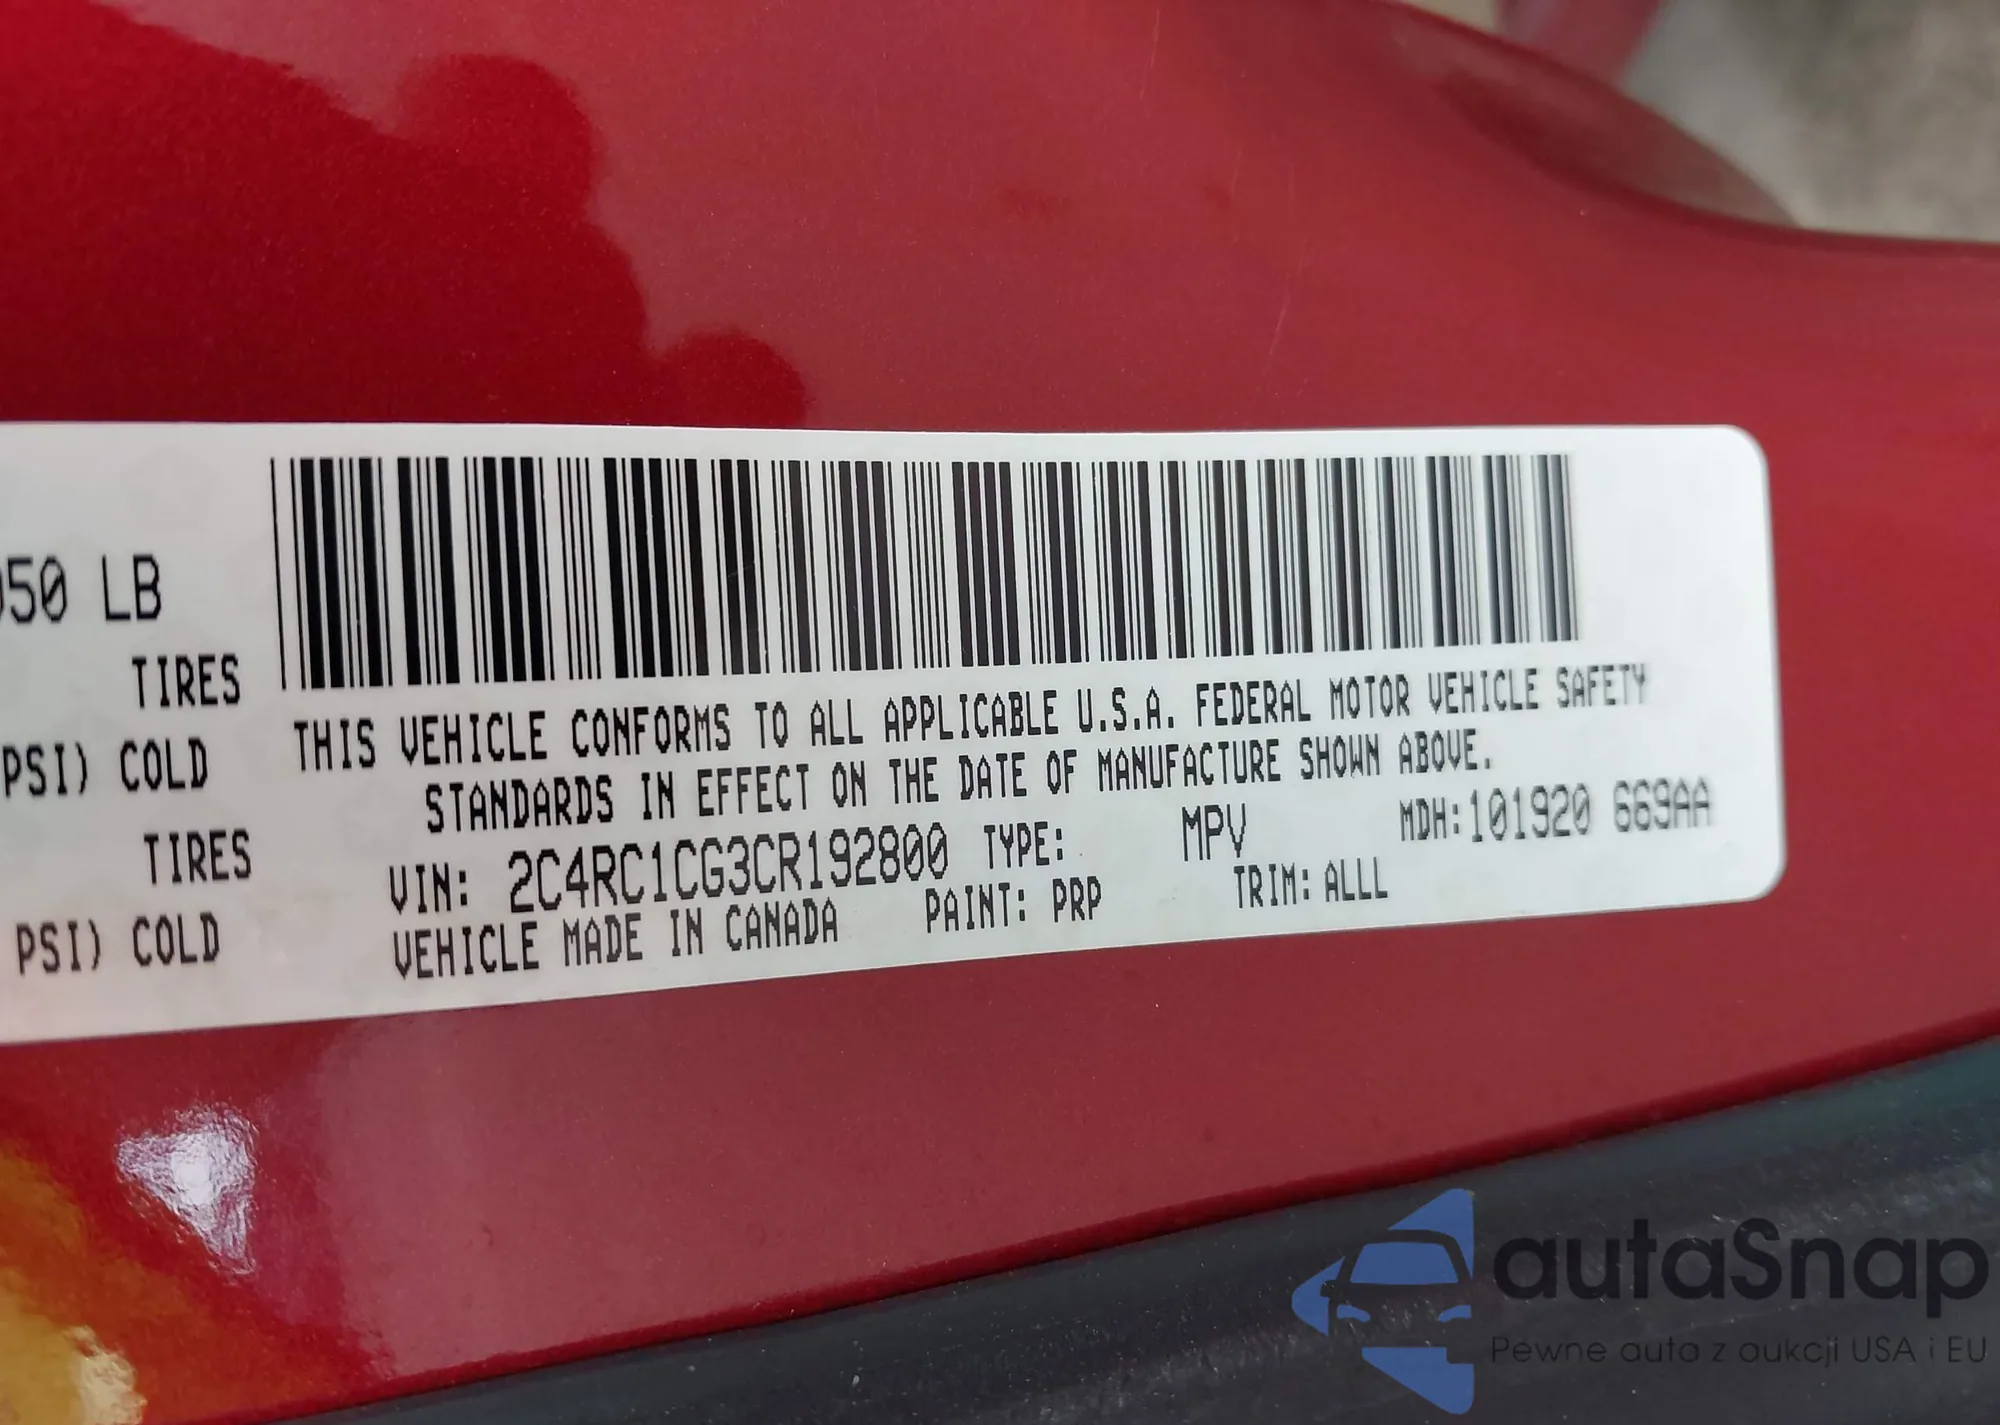 50 LB
TIRES
PSI) COLD
TIRES
PSI) COLD
THIS VEHICLE CONFORMS TO ALL APPLICABLE U.S.A. FEDERAL MOTOR VEHICLE SAFETY
STANDARDS IN EFFECT ON THE DATE OF MANUFACTURE SHOWN ABOVE.
VIN: 2C4RC1CG3CR192800 TYPE: MPV MDH:101920 669AA
VEHICLE MADE IN CANADA PAINT: PRP TRIM: ALLL
autaSnap
Pewne auta z aukcji USA i EU